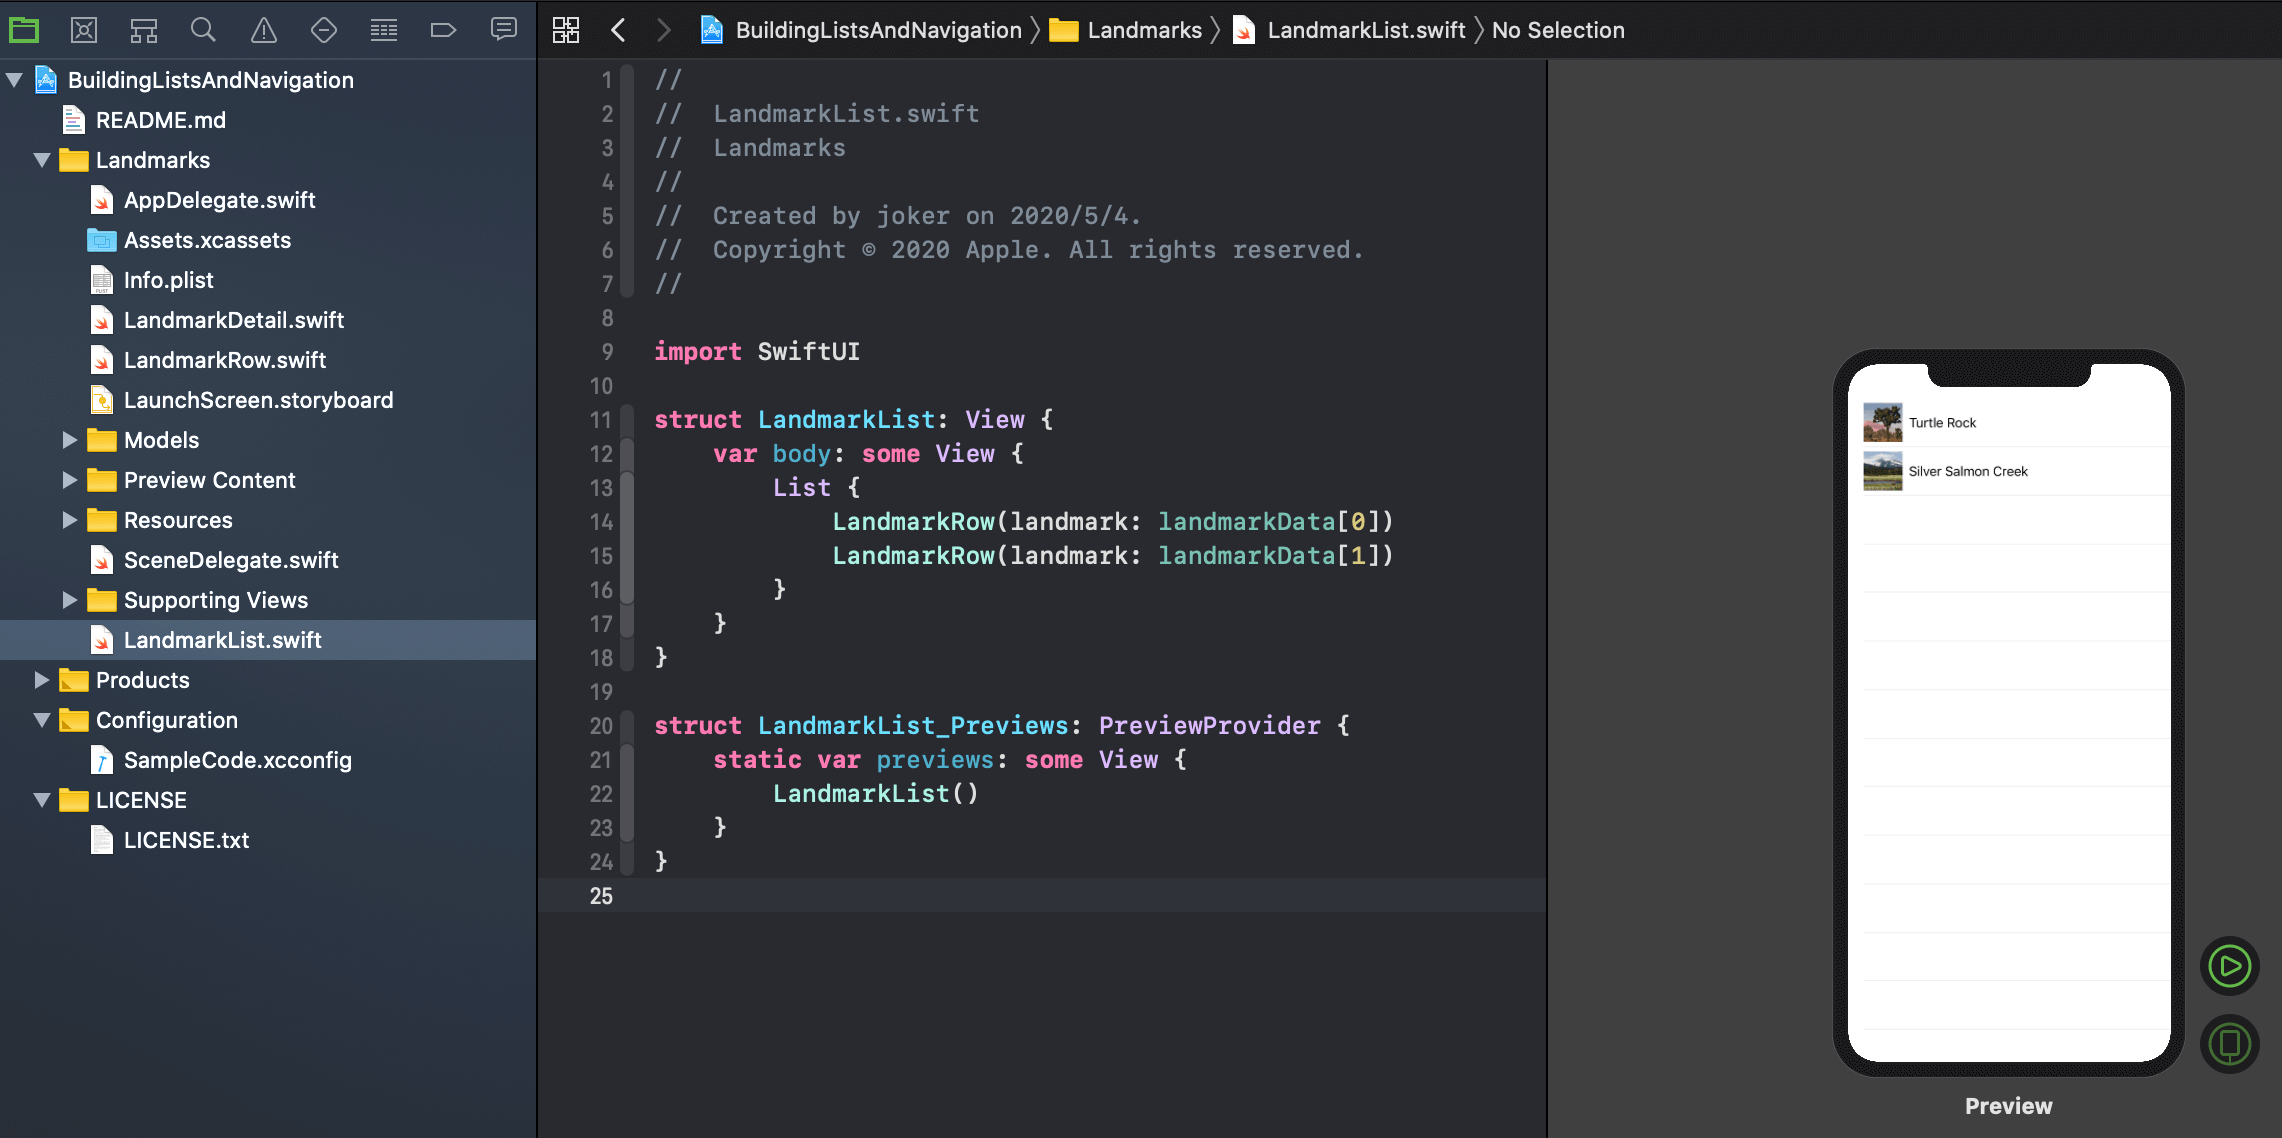 BuildingListsAndNavigation
README.md
Landmarks
AppDelegate.swift
Assets.xcassets
Info.plist
LandmarkDetail.swift
LandmarkRow.swift
LaunchScreen.storyboard
Models
Preview Content
Resources
SceneDelegate.swift
Supporting Views
LandmarkList.swift
Products
Configuration
SampleCode.xcconfig
LICENSE
LICENSE.txt
BuildingListsAndNavigation 〉 Landmarks 〉 LandmarkList.swift 〉 No Selection
1 //
2 //  LandmarkList.swift
3 //  Landmarks
4 //
5 //  Created by joker on 2020/5/4.
6 //  Copyright © 2020 Apple. All rights reserved.
7 //
8
9 import SwiftUI
10
11 struct LandmarkList: View {
12     var body: some View {
13         List {
14             LandmarkRow(landmark: landmarkData[0])
15             LandmarkRow(landmark: landmarkData[1])
16         }
17     }
18 }
19
20 struct LandmarkList_Previews: PreviewProvider {
21     static var previews: some View {
22         LandmarkList()
23     }
24 }
25
Turtle Rock
Silver Salmon Creek
Preview